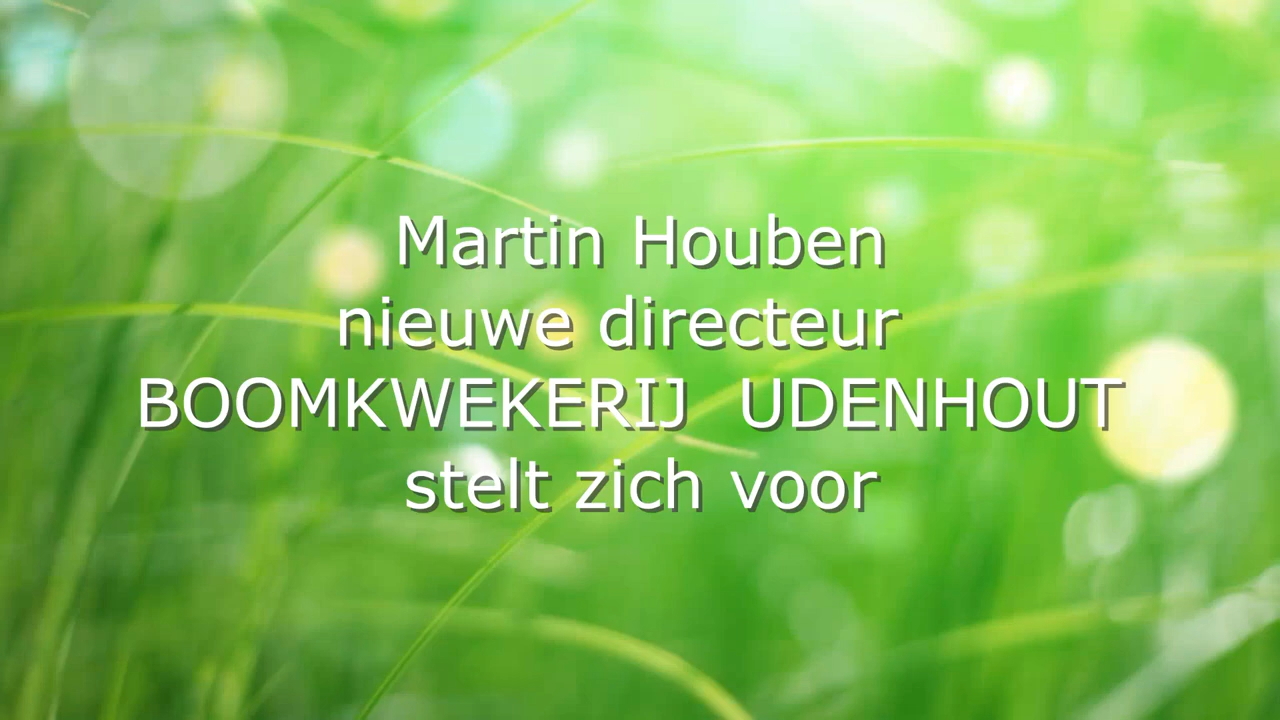 Martin Houben
nieuwe directeur
BOOMKWEKERIJ UDENHOUT
stelt zich voor